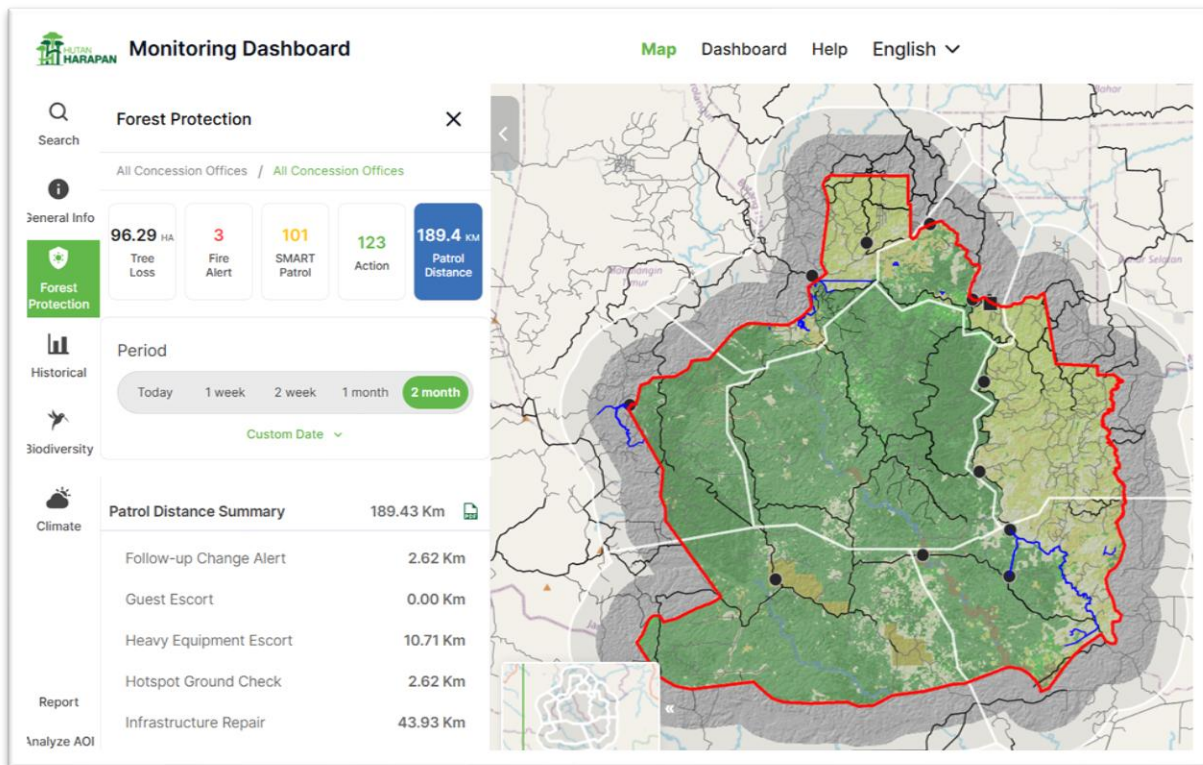 HUTAN
HARAPAN
Monitoring Dashboard
Map
Dashboard
Help
English
Search
General Info
Forest
Protection
Historical
Biodiversity
Climate
Report
Analyze AOI
Forest Protection
All Concession Offices / All Concession Offices
96.29 HA
Tree
Loss
3
Fire
Alert
101
SMART
Patrol
123
Action
189.4 KM
Patrol
Distance
Period
Today
1 week
2 week
1 month
2 month
Custom Date
Patrol Distance Summary 189.43 Km
PDF
Follow-up Change Alert 2.62 Km
Guest Escort 0.00 Km
Heavy Equipment Escort 10.71 Km
Hotspot Ground Check 2.62 Km
Infrastructure Repair 43.93 Km